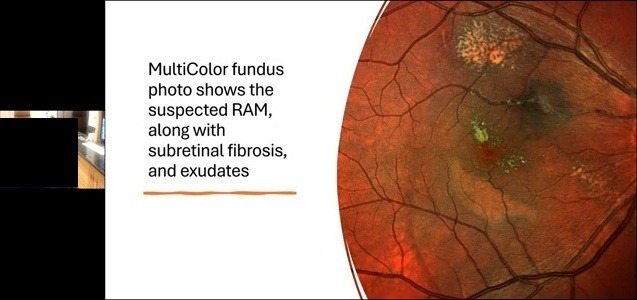 MultiColor fundus
photo shows the
suspected RAM,
along with
subretinal fibrosis,
and exudates